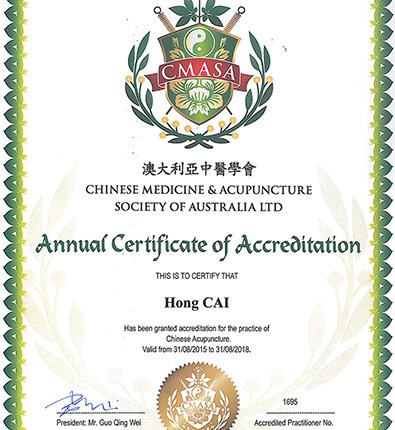 CMASA
澳大利亞中醫學會
CHINESE MEDICINE & ACUPUNCTURE
SOCIETY OF AUSTRALIA LTD
Annual Certificate of Accreditation
THIS IS TO CERTIFY THAT
Hong CAI
Has been granted accreditation for the practice of
Chinese Acupuncture.
Valid from 31/08/2015 to 31/08/2018.
CMASA
1695
President: Mr. Guo Qing Wei
Accredited Practitioner No.